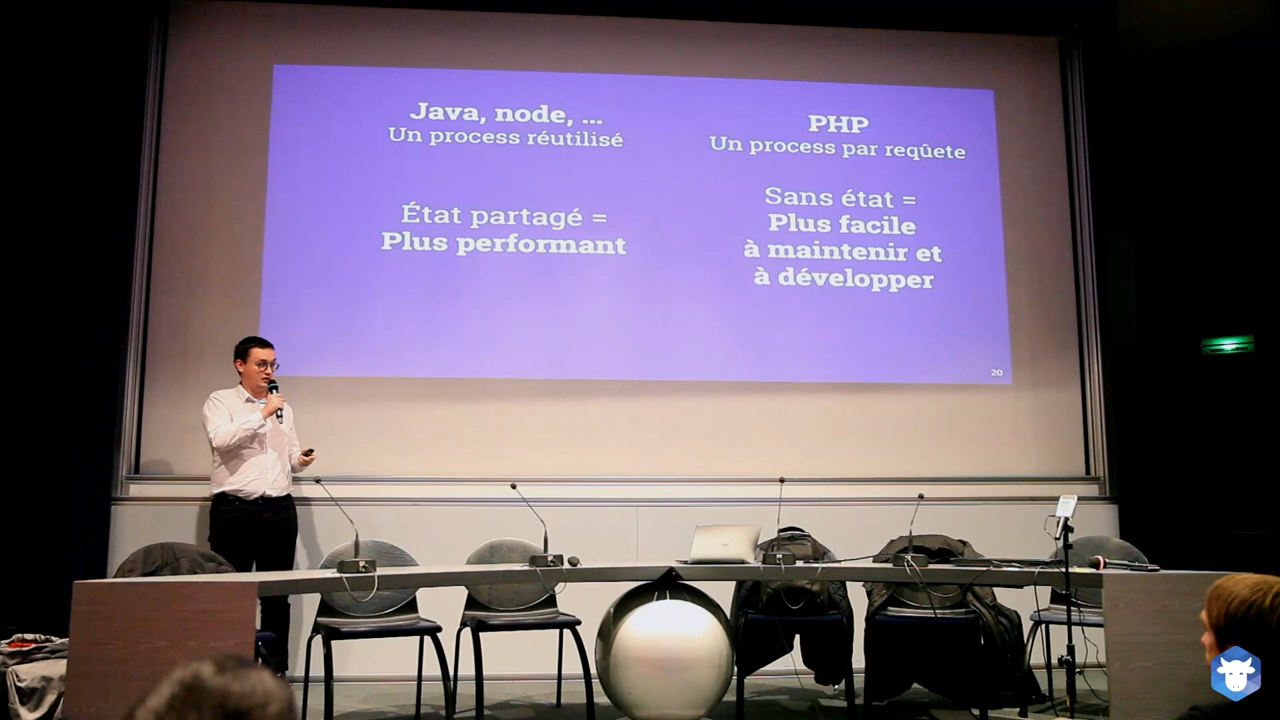 Java, node, ...
Un process réutilisé
État partagé =
Plus performant
PHP
Un process par reqûete
Sans état =
Plus facile
à maintenir et
à développer
20